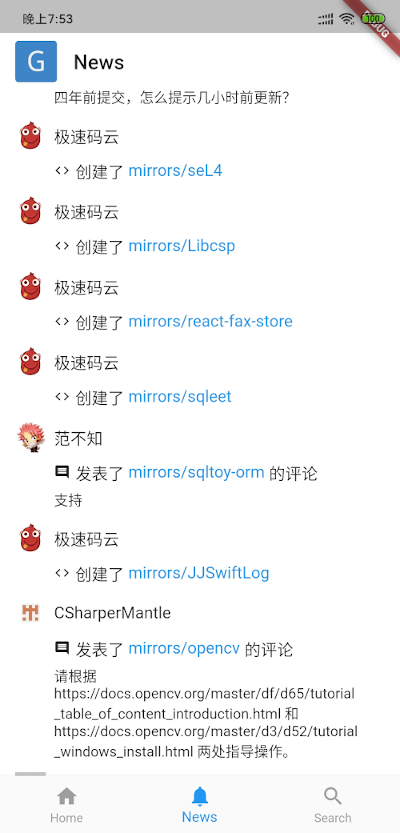 晚上7:53
100
DEBUG
G
News
四年前提交，怎么提示几小时前更新？
极速码云
<> 创建了 mirrors/seL4
极速码云
<> 创建了 mirrors/Libcsp
极速码云
<> 创建了 mirrors/react-fax-store
极速码云
<> 创建了 mirrors/sqleet
范不知
发表了 mirrors/sqltoy-orm 的评论
支持
极速码云
<> 创建了 mirrors/JJSwiftLog
CSharperMantle
发表了 mirrors/opencv 的评论
请根据
https://docs.opencv.org/master/df/d65/tutorial
_table_of_content_introduction.html 和
https://docs.opencv.org/master/d3/d52/tutorial
_windows_install.html 两处指导操作。
Home
News
Search